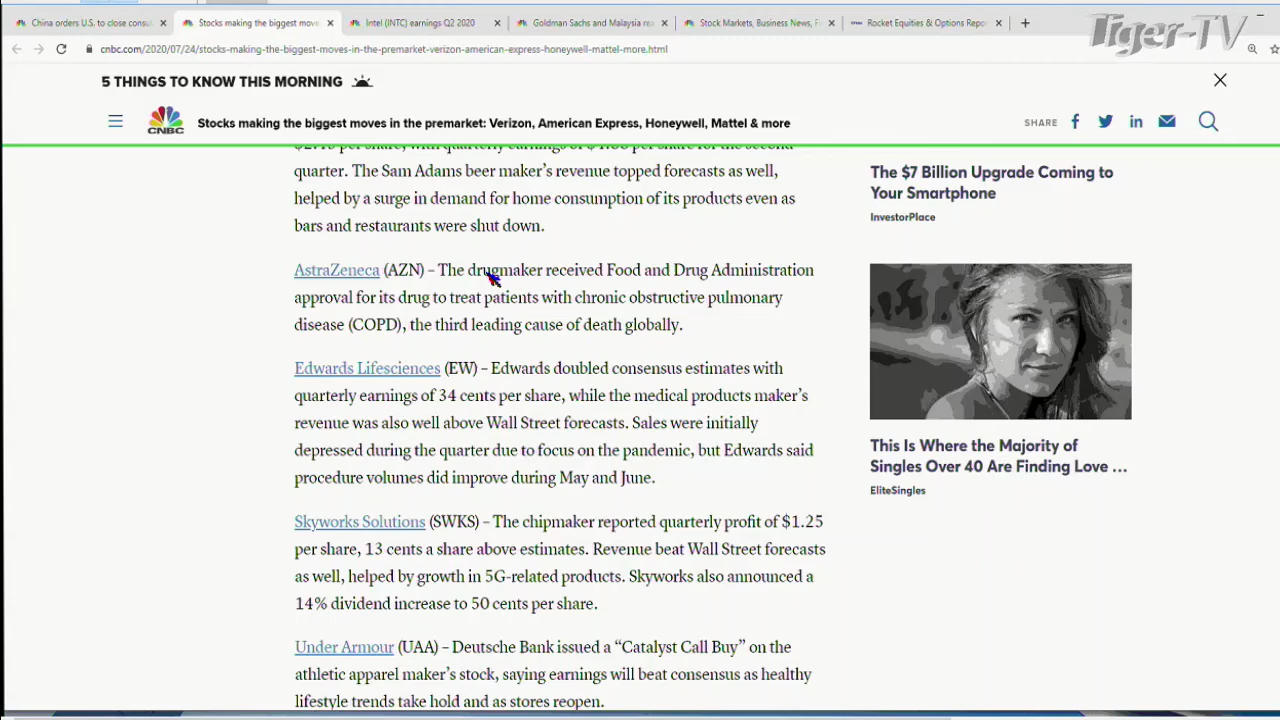 China orders U.S. to close consu
Stocks making the biggest move
Intel (INTC) earnings Q2 2020
Goldman Sachs and Malaysia rea
Stock Markets, Business News, Fi
Rocket Equities & Options Repo
Tiger-TV
cnbc.com/2020/07/24/stocks-making-the-biggest-moves-in-the-premarket-verizon-american-express-honeywell-mattel-more.html
5 THINGS TO KNOW THIS MORNING
CNBC
Stocks making the biggest moves in the premarket: Verizon, American Express, Honeywell, Mattel & more
SHARE
per share, with quarterly earnings of
per share for the second
quarter. The Sam Adams beer maker’s revenue topped forecasts as well,
helped by a surge in demand for home consumption of its products even as
bars and restaurants were shut down.
AstraZeneca (AZN) – The drugmaker received Food and Drug Administration
approval for its drug to treat patients with chronic obstructive pulmonary
disease (COPD), the third leading cause of death globally.
Edwards Lifesciences (EW) – Edwards doubled consensus estimates with
quarterly earnings of 34 cents per share, while the medical products maker’s
revenue was also well above Wall Street forecasts. Sales were initially
depressed during the quarter due to focus on the pandemic, but Edwards said
procedure volumes did improve during May and June.
Skyworks Solutions (SWKS) – The chipmaker reported quarterly profit of $1.25
per share, 13 cents a share above estimates. Revenue beat Wall Street forecasts
as well, helped by growth in 5G-related products. Skyworks also announced a
14% dividend increase to 50 cents per share.
Under Armour (UAA) – Deutsche Bank issued a “Catalyst Call Buy” on the
athletic apparel maker’s stock, saying earnings will beat consensus as healthy
lifestyle trends take hold and as stores reopen.
The $7 Billion Upgrade Coming to
Your Smartphone
InvestorPlace
This Is Where the Majority of
Singles Over 40 Are Finding Love ...
EliteSingles